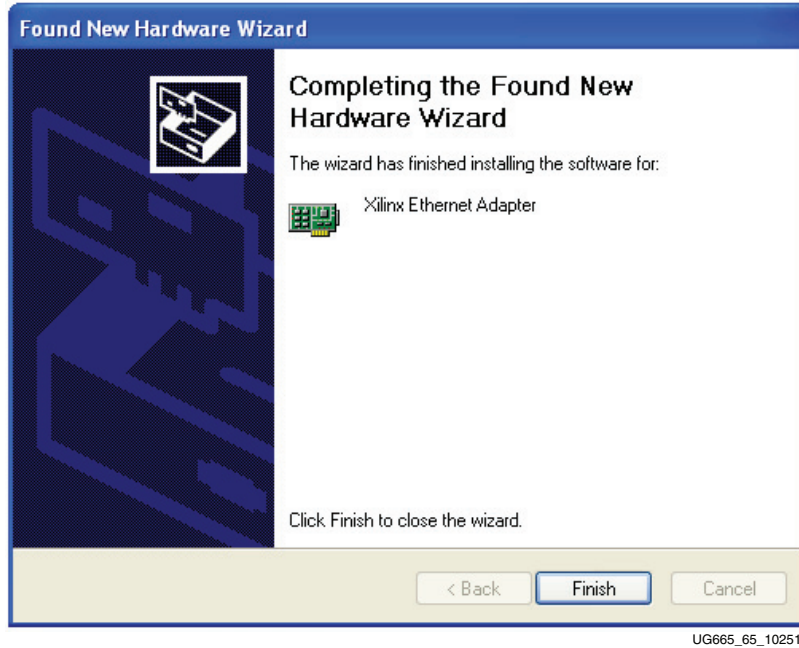 Found New Hardware Wizard
Completing the Found New
Hardware Wizard
The wizard has finished installing the software for:
Xilinx Ethernet Adapter
Click Finish to close the wizard.
< Back Finish Cancel
UG665_65_10251